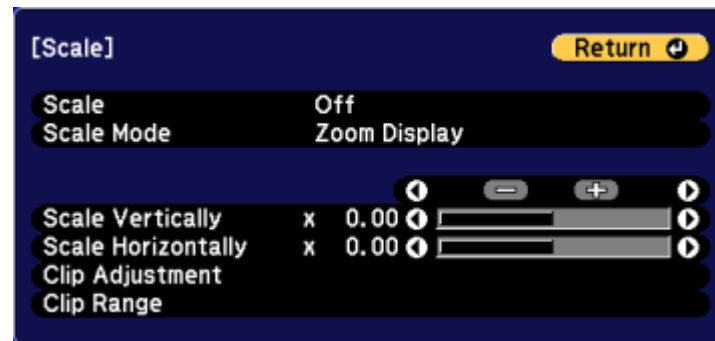 [Scale] Return
Scale Off
Scale Mode Zoom Display
Scale Vertically x 0.00
Scale Horizontally x 0.00
Clip Adjustment
Clip Range